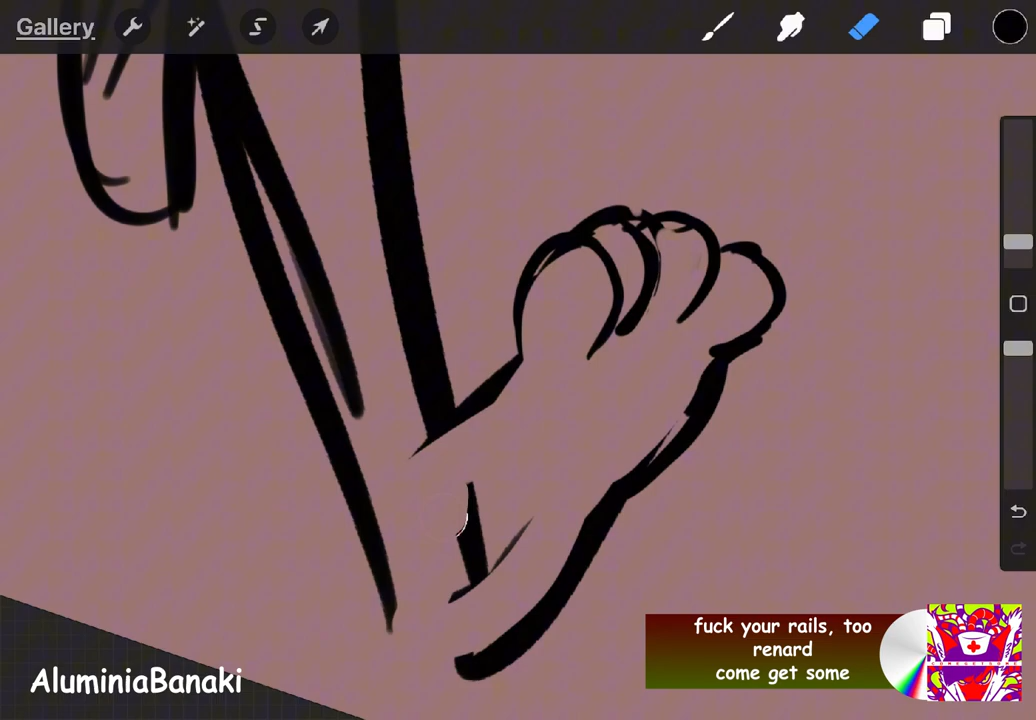 Gallery
fuck your rails, too
renard
come get some
AluminiaBanaki